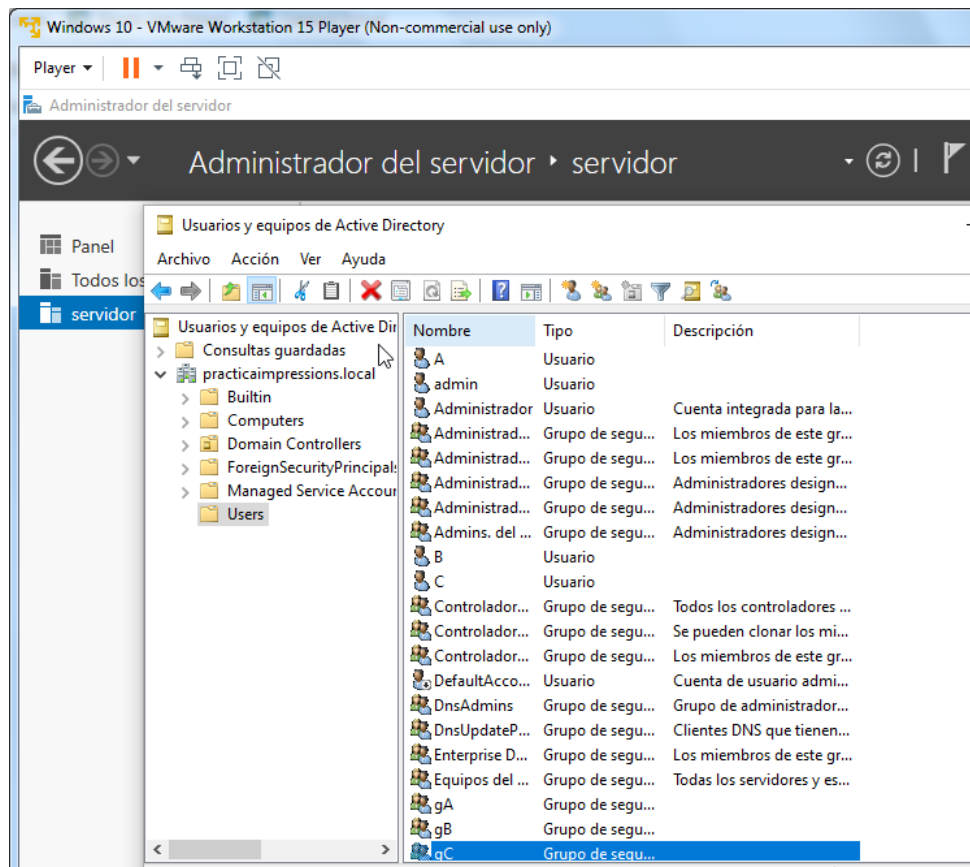 Windows 10 - VMware Workstation 15 Player (Non-commercial use only)
Player
Administrador del servidor
Administrador del servidor ‣ servidor
Panel
Todos los
servidor
Usuarios y equipos de Active Directory
Archivo Acción Ver Ayuda
Usuarios y equipos de Active Dir
Consultas guardadas
practicaimpressions.local
Builtin
Computers
Domain Controllers
ForeignSecurityPrincipals
Managed Service Accour
Users
Nombre Tipo Descripción
A Usuario
admin Usuario
Administrador Usuario Cuenta integrada para la...
Administrad... Grupo de segu... Los miembros de este gr...
Administrad... Grupo de segu... Los miembros de este gr...
Administrad... Grupo de segu... Administradores design...
Administrad... Grupo de segu... Administradores design...
Admins. del ... Grupo de segu... Administradores design...
B Usuario
C Usuario
Controlador... Grupo de segu... Todos los controladores ...
Controlador... Grupo de segu... Se pueden clonar los mi...
Controlador... Grupo de segu... Los miembros de este gr...
DefaultAcco... Usuario Cuenta de usuario admi...
DnsAdmins Grupo de segu... Grupo de administrador...
DnsUpdateP... Grupo de segu... Clientes DNS que tienen...
Enterprise D... Grupo de segu... Los miembros de este gr...
Equipos del ... Grupo de segu... Todas los servidores y es...
gA Grupo de segu...
gB Grupo de segu...
gC Grupo de segu...